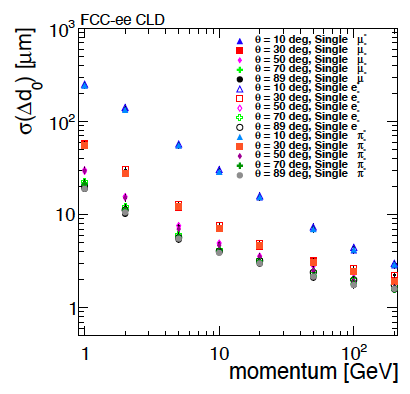 FCC-ee CLD
σ(Δd₀) [μm]
10³
10²
10
1
θ = 10 deg, Single μ⁻
θ = 30 deg, Single μ⁻
θ = 50 deg, Single μ⁻
θ = 70 deg, Single μ⁻
θ = 89 deg, Single μ⁻
θ = 10 deg, Single e⁻
θ = 30 deg, Single e⁻
θ = 50 deg, Single e⁻
θ = 70 deg, Single e⁻
θ = 89 deg, Single e⁻
θ = 10 deg, Single π⁻
θ = 30 deg, Single π⁻
θ = 50 deg, Single π⁻
θ = 70 deg, Single π⁻
θ = 89 deg, Single π⁻
1
10
10²
momentum [GeV]